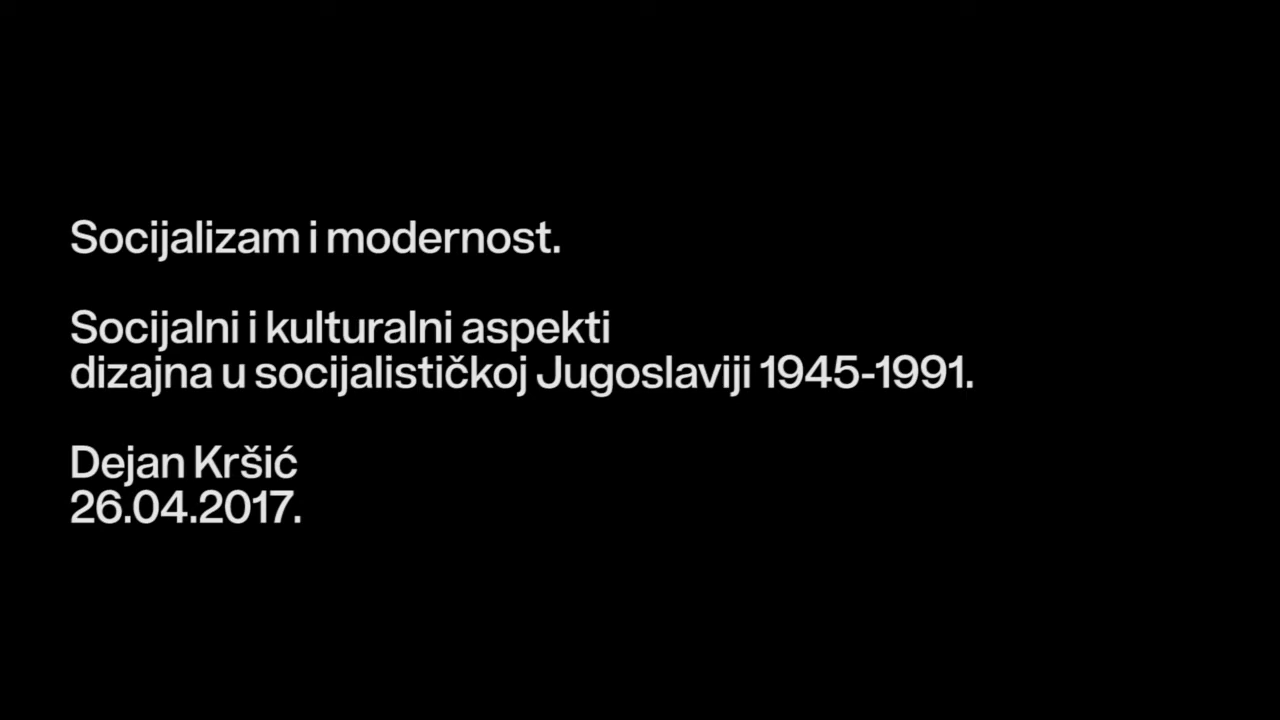 Socijalizam i modernost.
Socijalni i kulturalni aspekti
dizajna u socijalističkoj Jugoslaviji 1945-1991.
Dejan Kršić
26.04.2017.